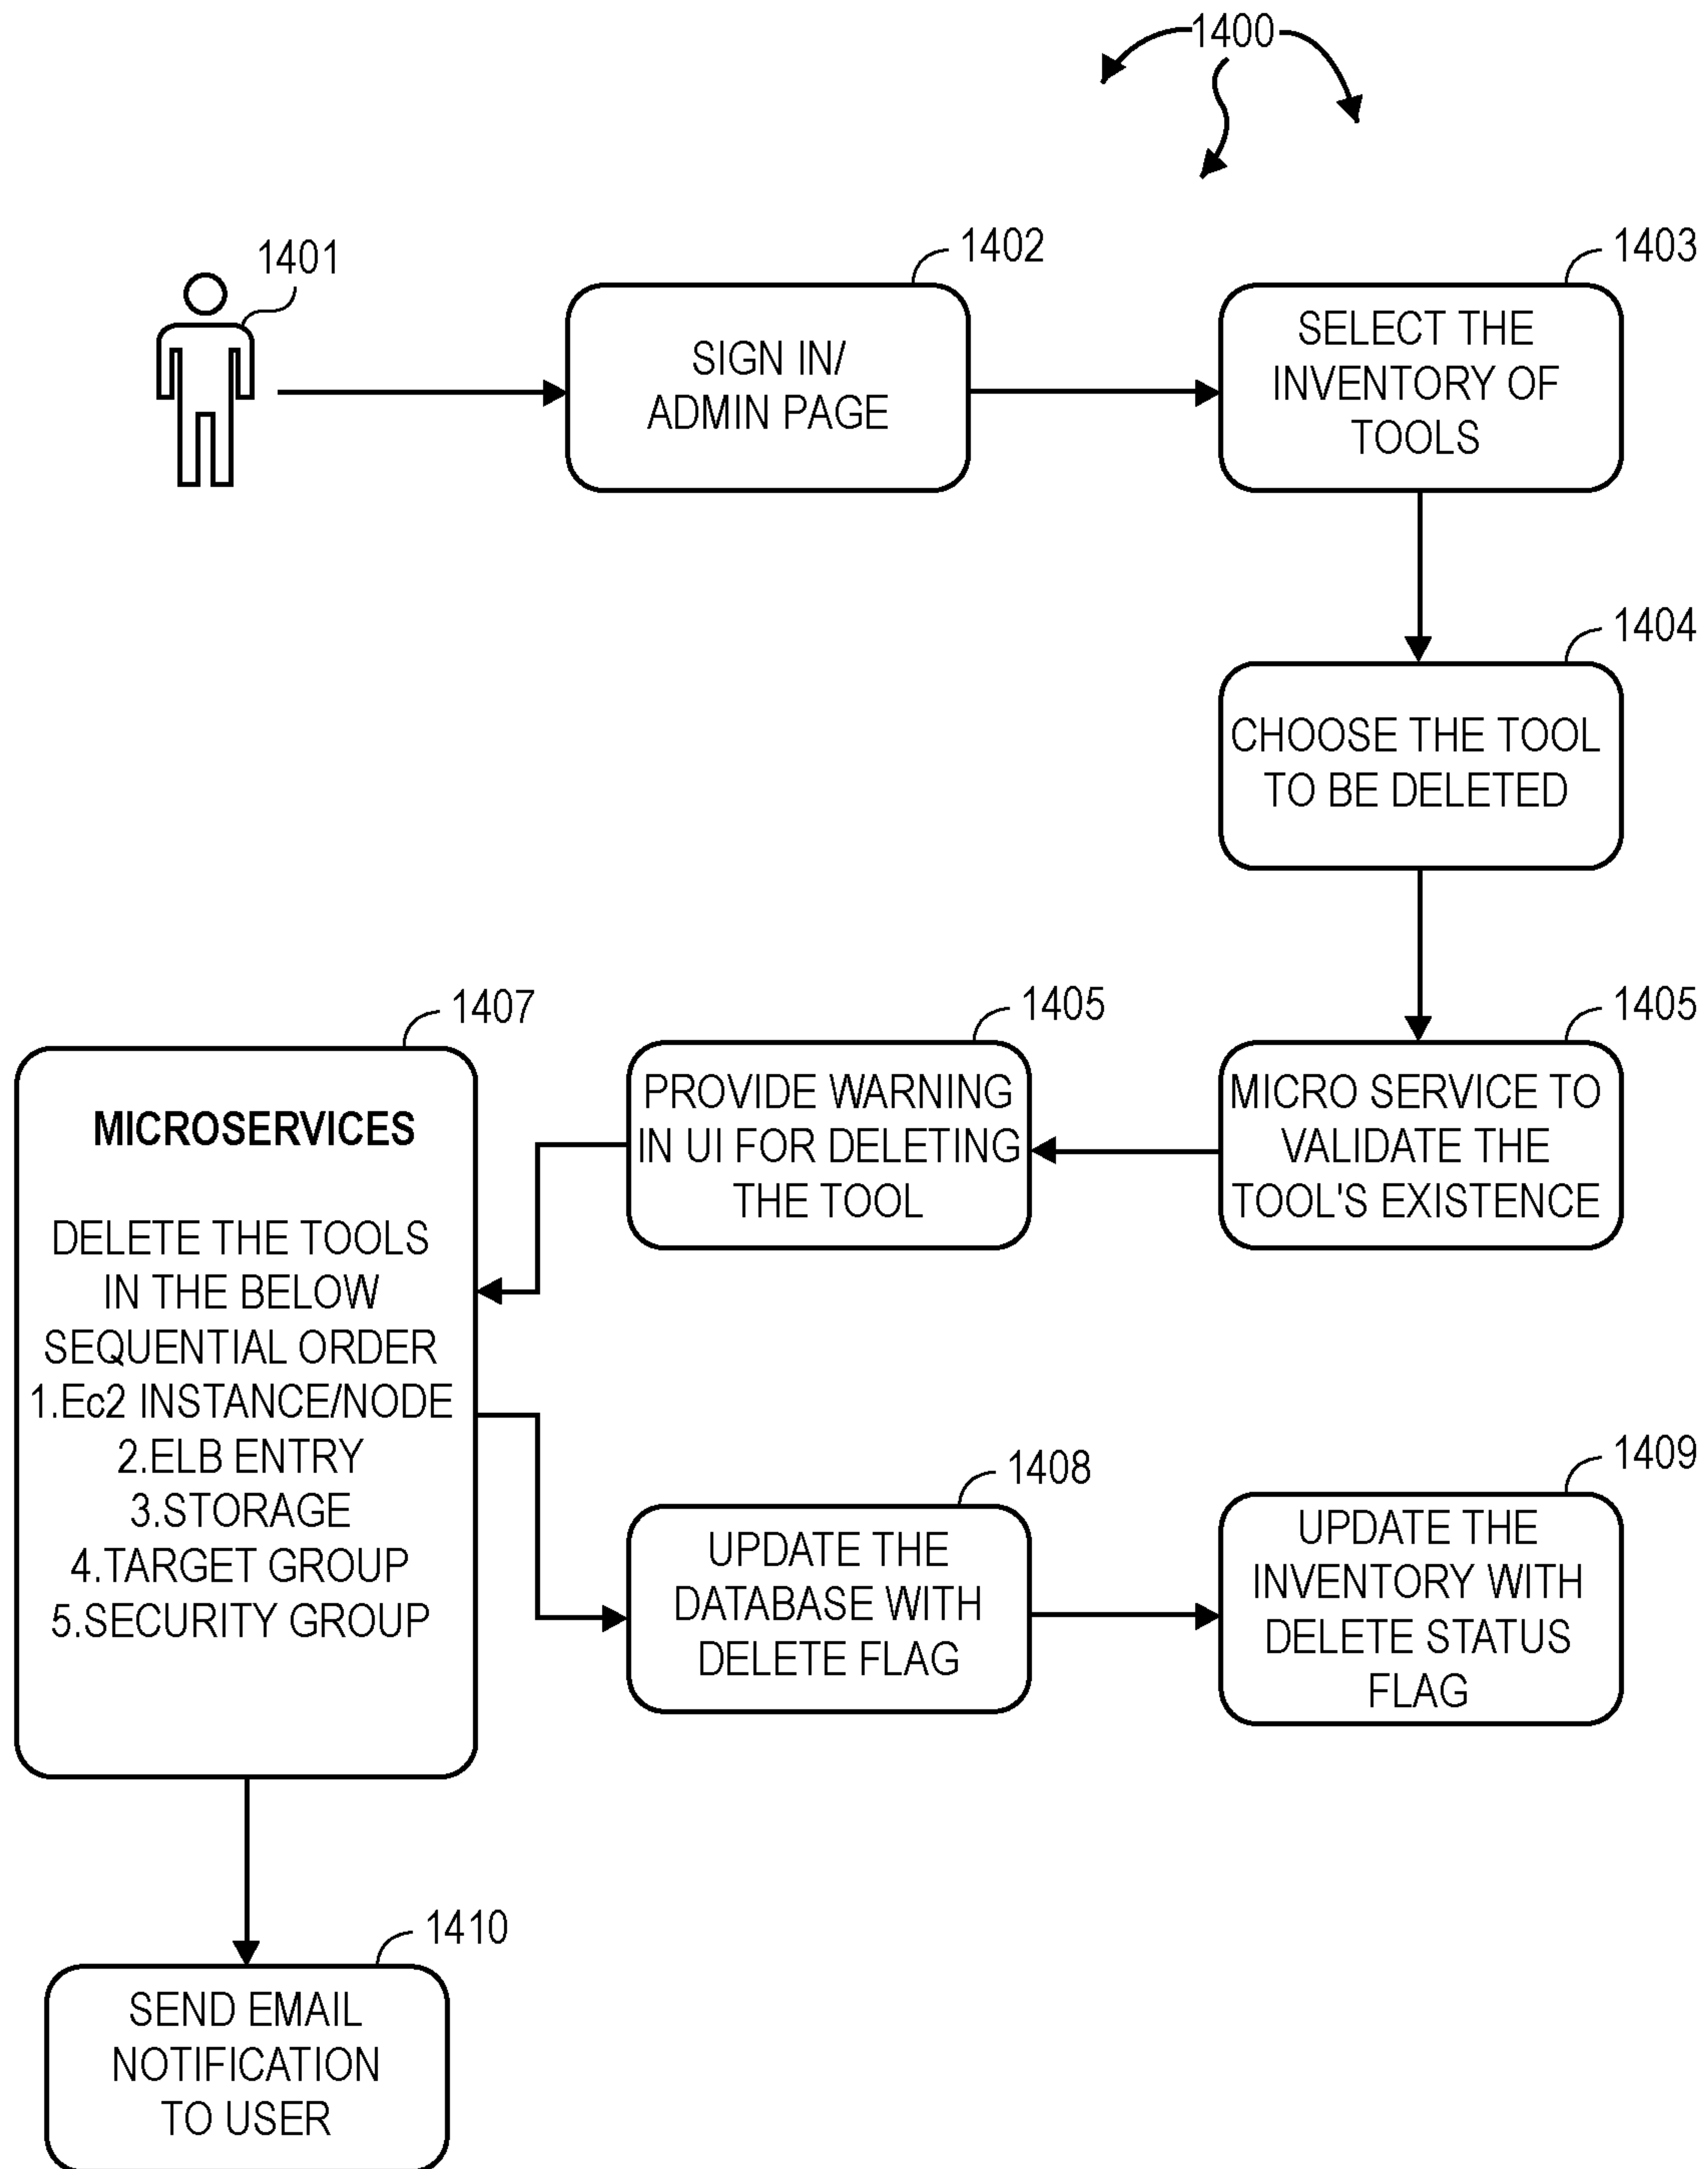 1400
1401
1402
SIGN IN/
ADMIN PAGE
1403
SELECT THE
INVENTORY OF
TOOLS
1404
CHOOSE THE TOOL
TO BE DELETED
1405
MICRO SERVICE TO
VALIDATE THE
TOOL'S EXISTENCE
1405
PROVIDE WARNING
IN UI FOR DELETING
THE TOOL
1407
MICROSERVICES
DELETE THE TOOLS
IN THE BELOW
SEQUENTIAL ORDER
1.Ec2 INSTANCE/NODE
2.ELB ENTRY
3.STORAGE
4.TARGET GROUP
5.SECURITY GROUP
1408
UPDATE THE
DATABASE WITH
DELETE FLAG
1409
UPDATE THE
INVENTORY WITH
DELETE STATUS
FLAG
1410
SEND EMAIL
NOTIFICATION
TO USER